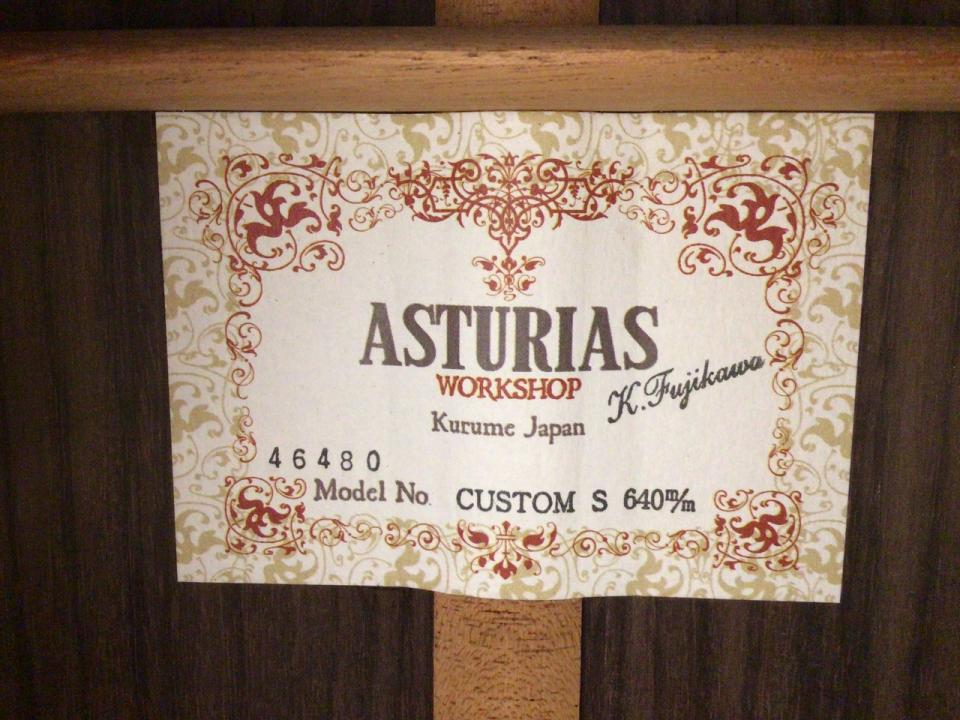 ASTURIAS
WORKSHOP
K. Fujikawa
Kurume Japan
46480
Model No. CUSTOM S 640m/m